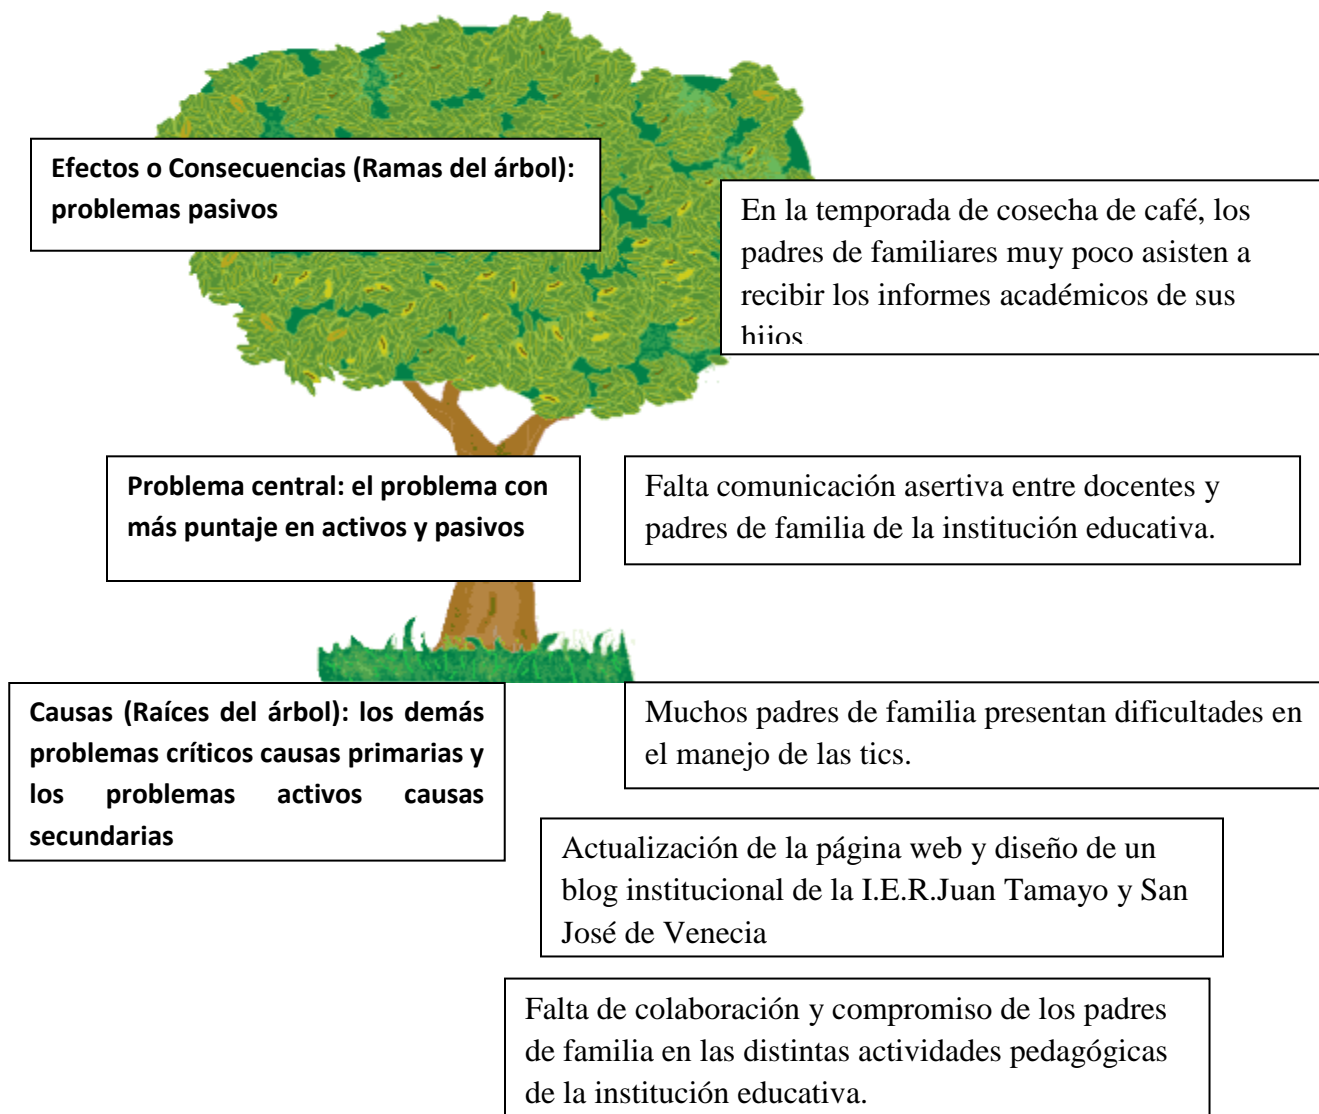 Efectos o Consecuencias (Ramas del árbol):
problemas pasivos
En la temporada de cosecha de café, los
padres de familiares muy poco asisten a
recibir los informes académicos de sus
hijos
Problema central: el problema con
más puntaje en activos y pasivos
Falta comunicación asertiva entre docentes y
padres de familia de la institución educativa.
Causas (Raíces del árbol): los demás
problemas críticos causas primarias y
los problemas activos causas
secundarias
Muchos padres de familia presentan dificultades en
el manejo de las tics.
Actualización de la página web y diseño de un
blog institucional de la I.E.R.Juan Tamayo y San
José de Venecia
Falta de colaboración y compromiso de los padres
de familia en las distintas actividades pedagógicas
de la institución educativa.